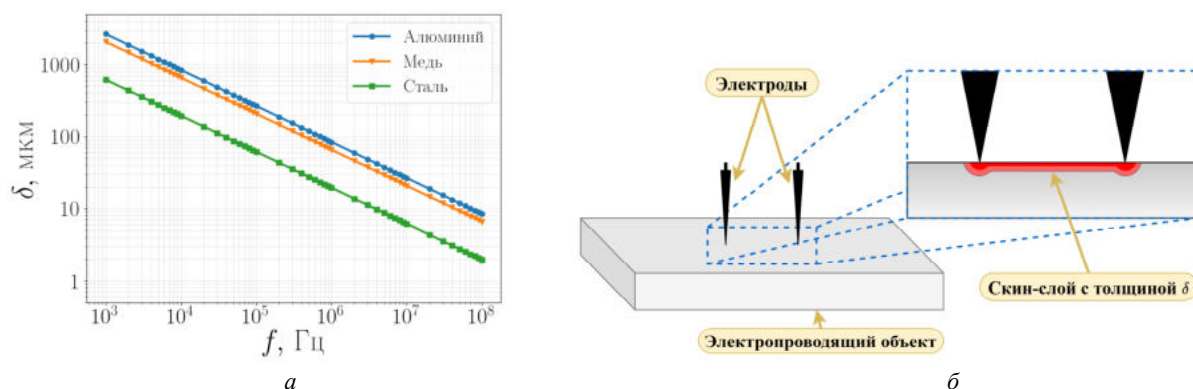 1000
100
10
1
δ, мкм
Алюминий
Медь
Сталь
10³ 10⁴ 10⁵ 10⁶ 10⁷ 10⁸
f, Гц
а
Электроды
Скин-слой с толщиной δ
Электропроводящий объект
б